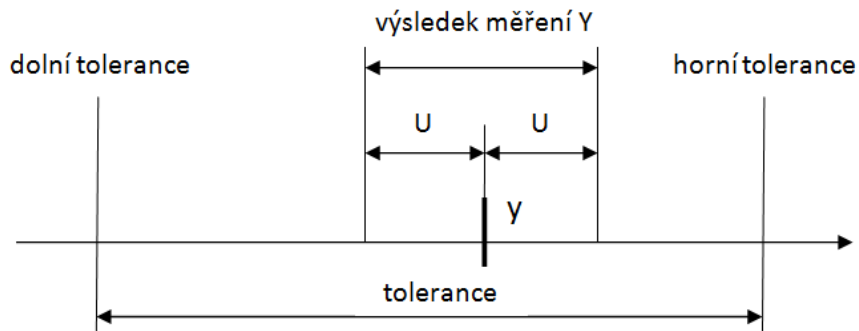 výsledek měření Y
dolní tolerance
horní tolerance
U
U
y
tolerance